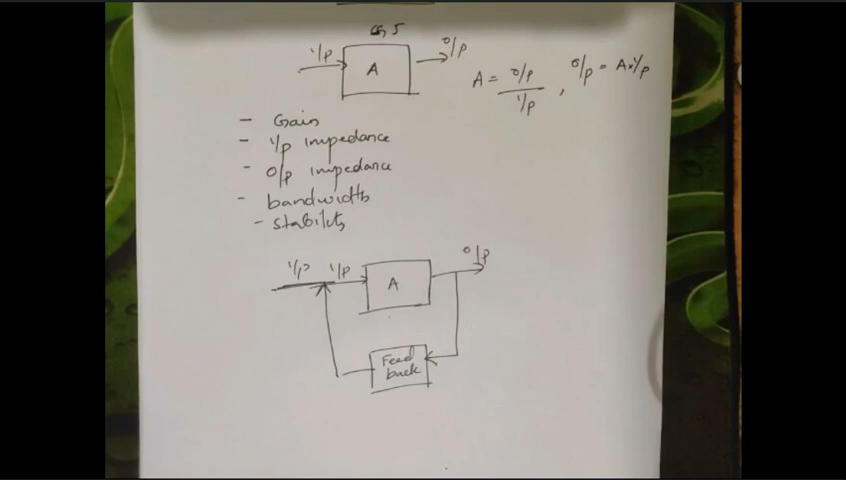 I/P
A
O/P
A = O/P / I/P , O/P = A x I/P
- Gain
- I/P impedance
- O/P impedance
- bandwidth
- stability
I/P I/P A O/P
Feed
back